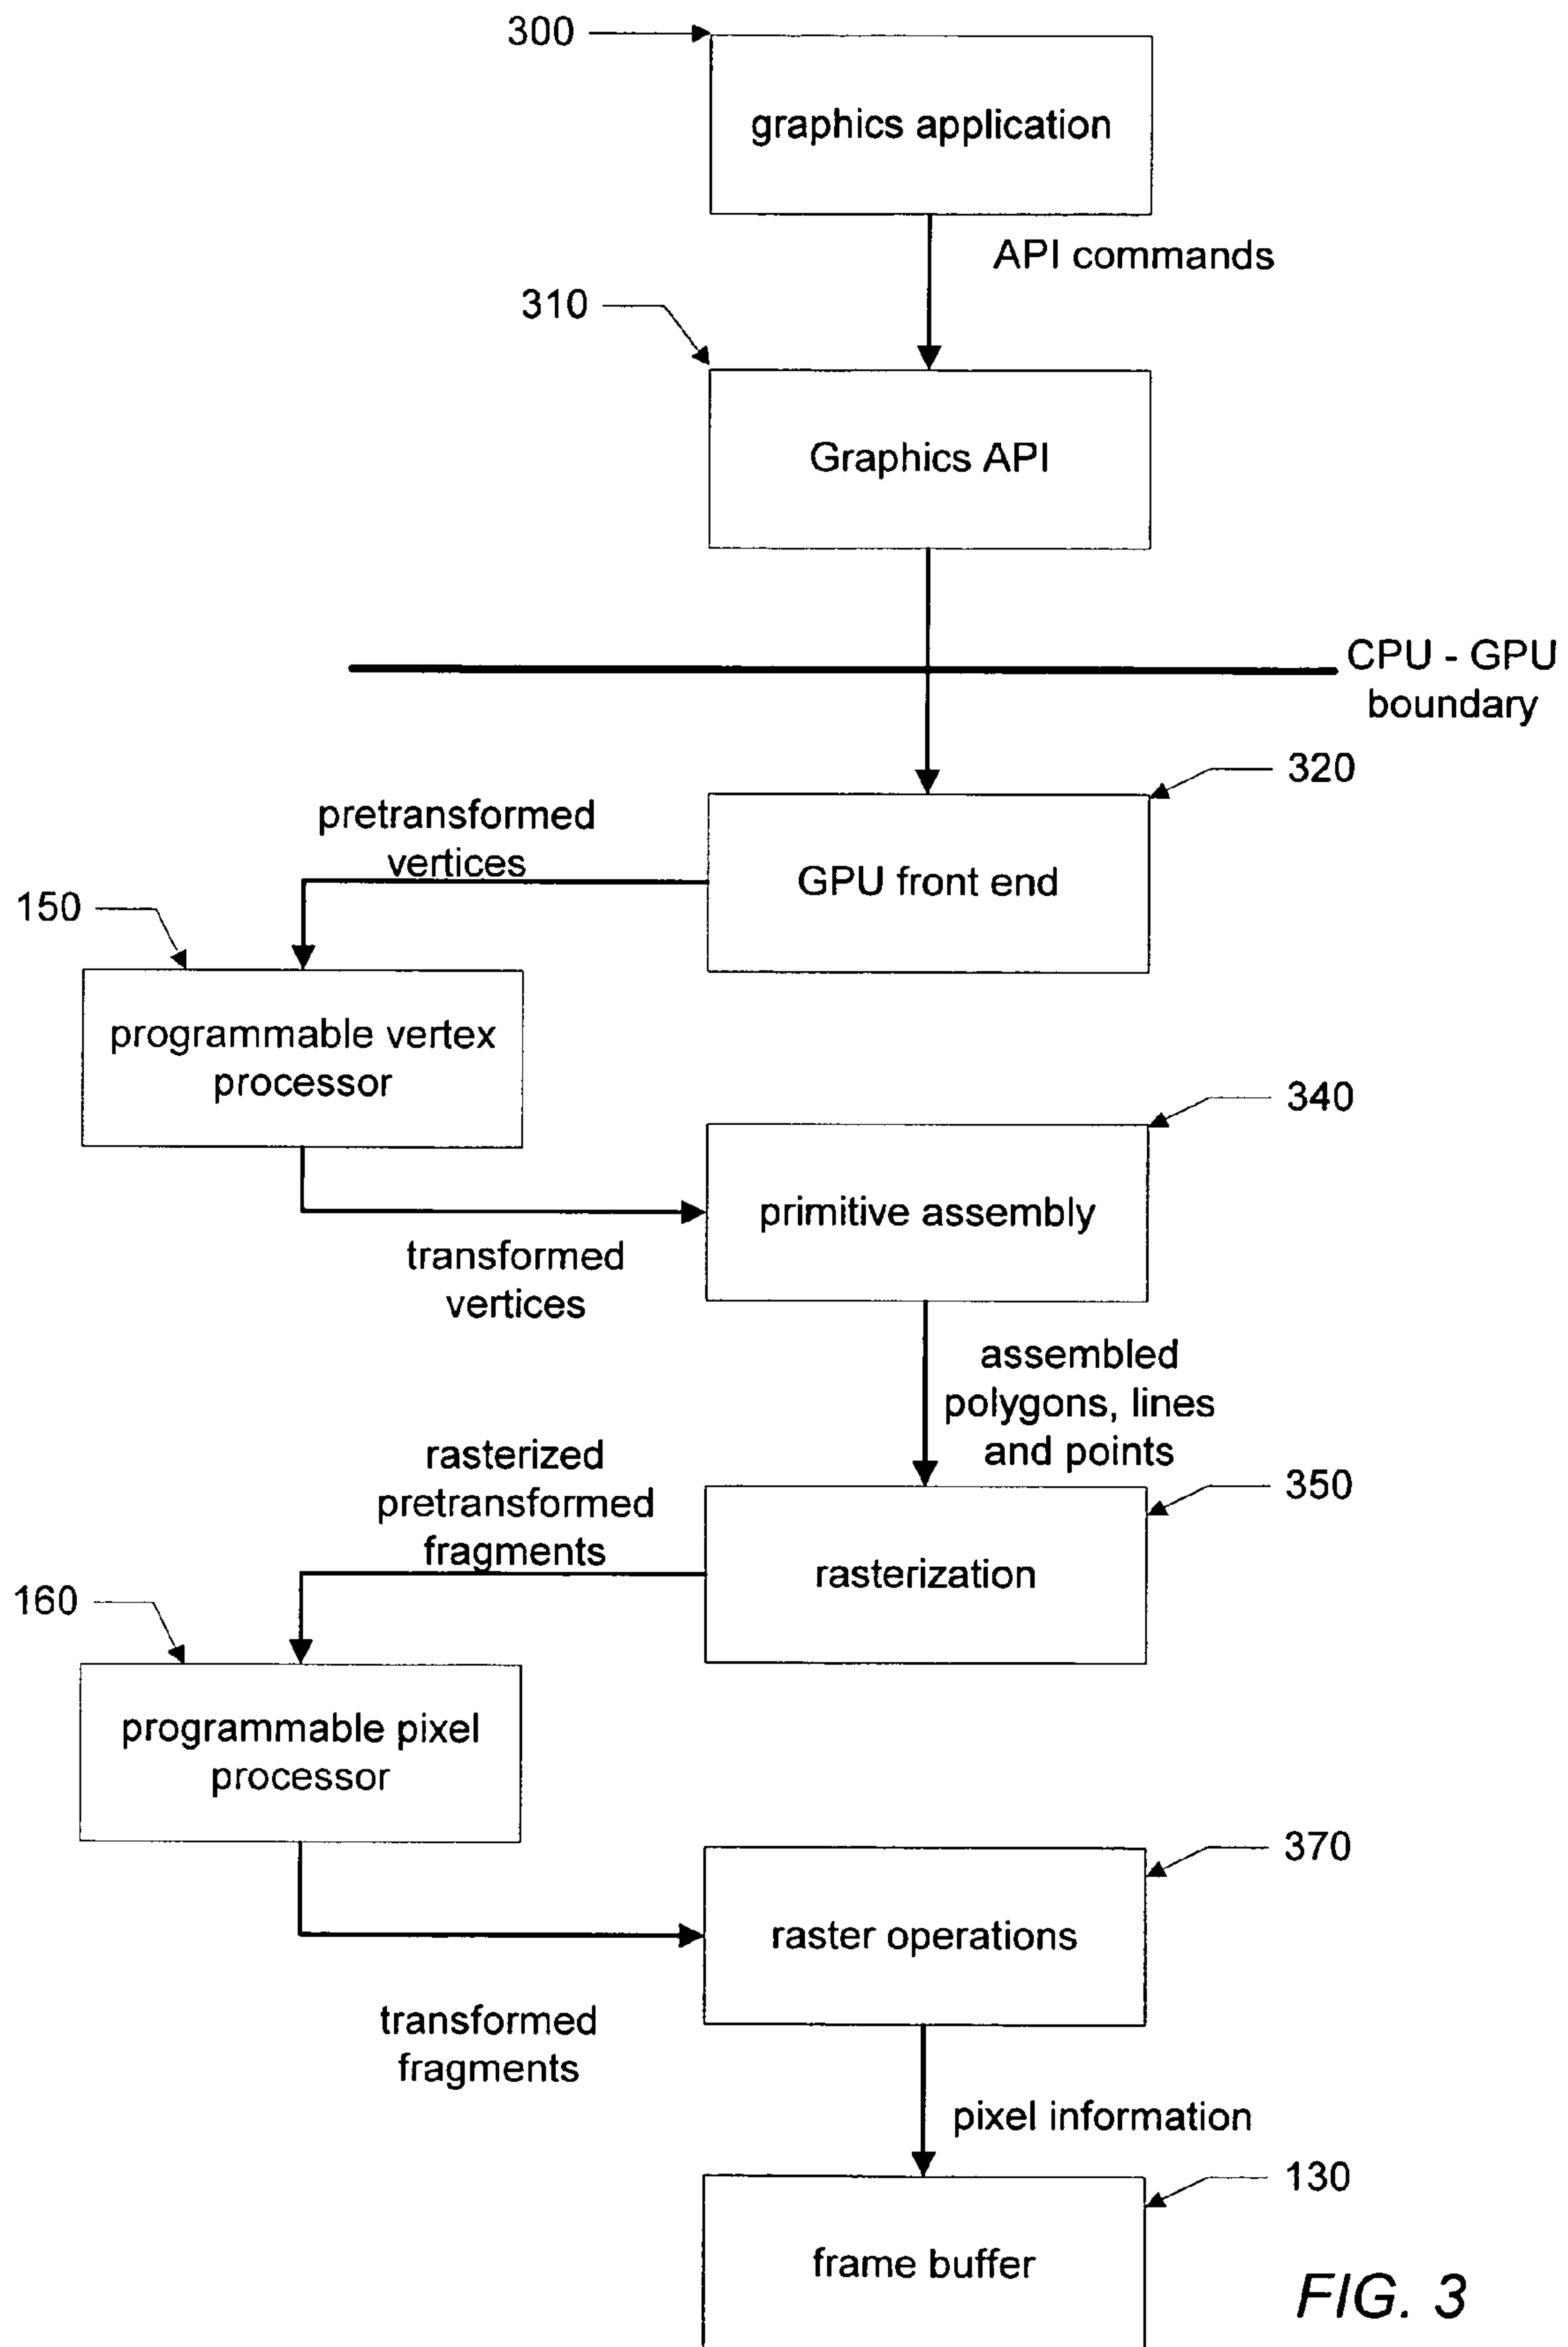 300
graphics application
API commands
310
Graphics API
CPU - GPU
boundary
320
pretransformed
vertices
GPU front end
150
programmable vertex
processor
340
primitive assembly
transformed
vertices
assembled
polygons, lines
and points
rasterized
pretransformed
fragments
350
rasterization
160
programmable pixel
processor
370
raster operations
transformed
fragments
pixel information
130
frame buffer
FIG. 3